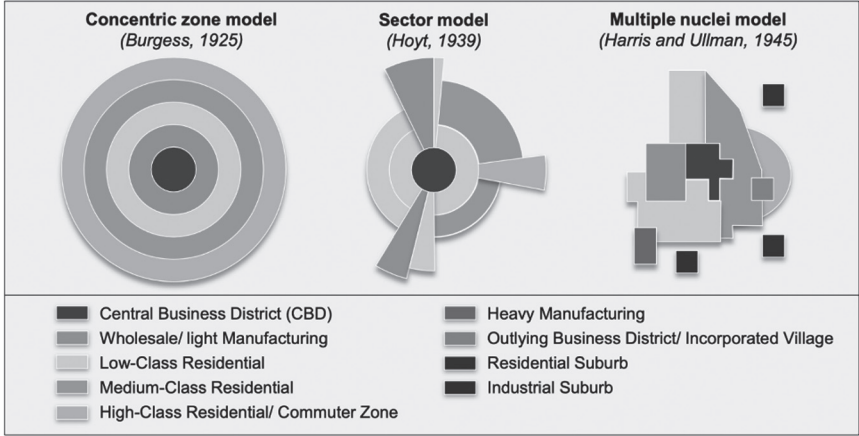 Concentric zone model
(Burgess, 1925)
Sector model
(Hoyt, 1939)
Multiple nuclei model
(Harris and Ullman, 1945)
Central Business District (CBD)
Wholesale/ light Manufacturing
Low-Class Residential
Medium-Class Residential
High-Class Residential/ Commuter Zone
Heavy Manufacturing
Outlying Business District/ Incorporated Village
Residential Suburb
Industrial Suburb